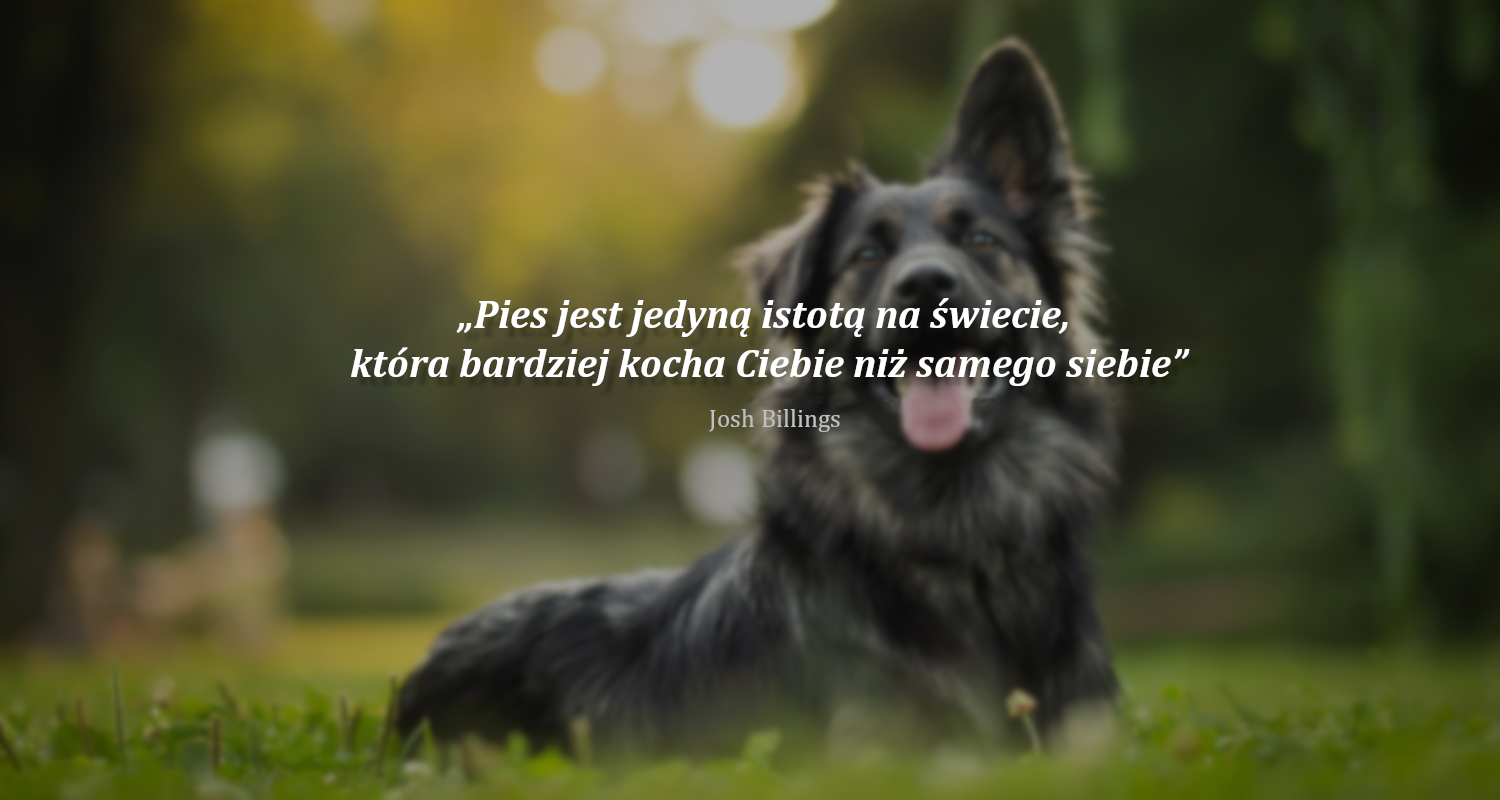 „Pies jest jedyną istotą na świecie,
która bardziej kocha Ciebie niż samego siebie”
Josh Billings